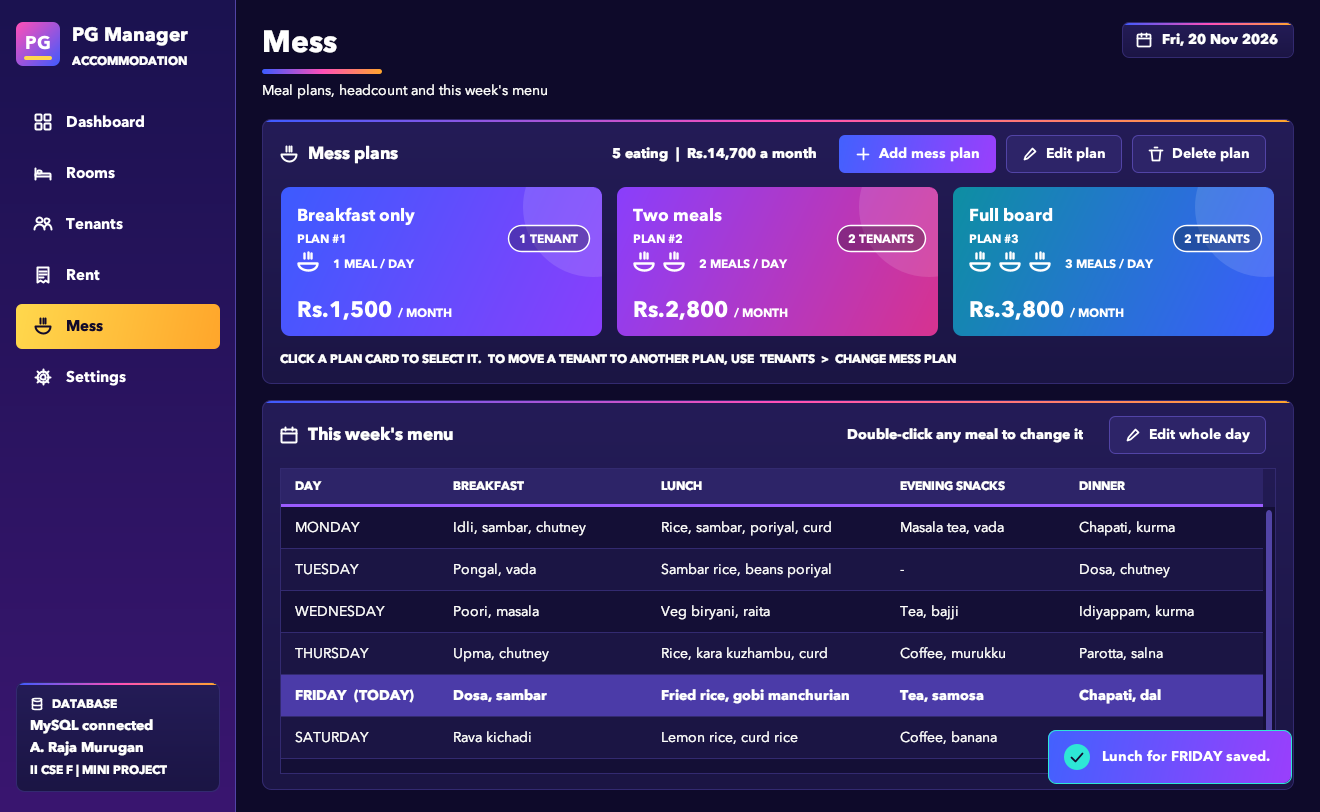 PG
PG Manager
ACCOMMODATION
Dashboard
Rooms
Tenants
Rent
Mess
Settings
DATABASE
MySQL connected
A. Raja Murugan
II CSE F | MINI PROJECT
Mess
Meal plans, headcount and this week's menu
Fri, 20 Nov 2026
Mess plans
5 eating | Rs.14,700 a month
Add mess plan
Edit plan
Delete plan
Breakfast only
PLAN #1
1 TENANT
1 MEAL / DAY
Rs.1,500 / MONTH
Two meals
PLAN #2
2 TENANTS
2 MEALS / DAY
Rs.2,800 / MONTH
Full board
PLAN #3
2 TENANTS
3 MEALS / DAY
Rs.3,800 / MONTH
CLICK A PLAN CARD TO SELECT IT. TO MOVE A TENANT TO ANOTHER PLAN, USE TENANTS > CHANGE MESS PLAN
This week's menu
Double-click any meal to change it
Edit whole day
DAY BREAKFAST LUNCH EVENING SNACKS DINNER
MONDAY Idli, sambar, chutney Rice, sambar, poriyal, curd Masala tea, vada Chapati, kurma
TUESDAY Pongal, vada Sambar rice, beans poriyal - Dosa, chutney
WEDNESDAY Poori, masala Veg biryani, raita Tea, bajji Idiyappam, kurma
THURSDAY Upma, chutney Rice, kara kuzhambu, curd Coffee, murukku Parotta, salna
FRIDAY (TODAY) Dosa, sambar Fried rice, gobi manchurian Tea, samosa Chapati, dal
SATURDAY Rava kichadi Lemon rice, curd rice Coffee, banana
Lunch for FRIDAY saved.